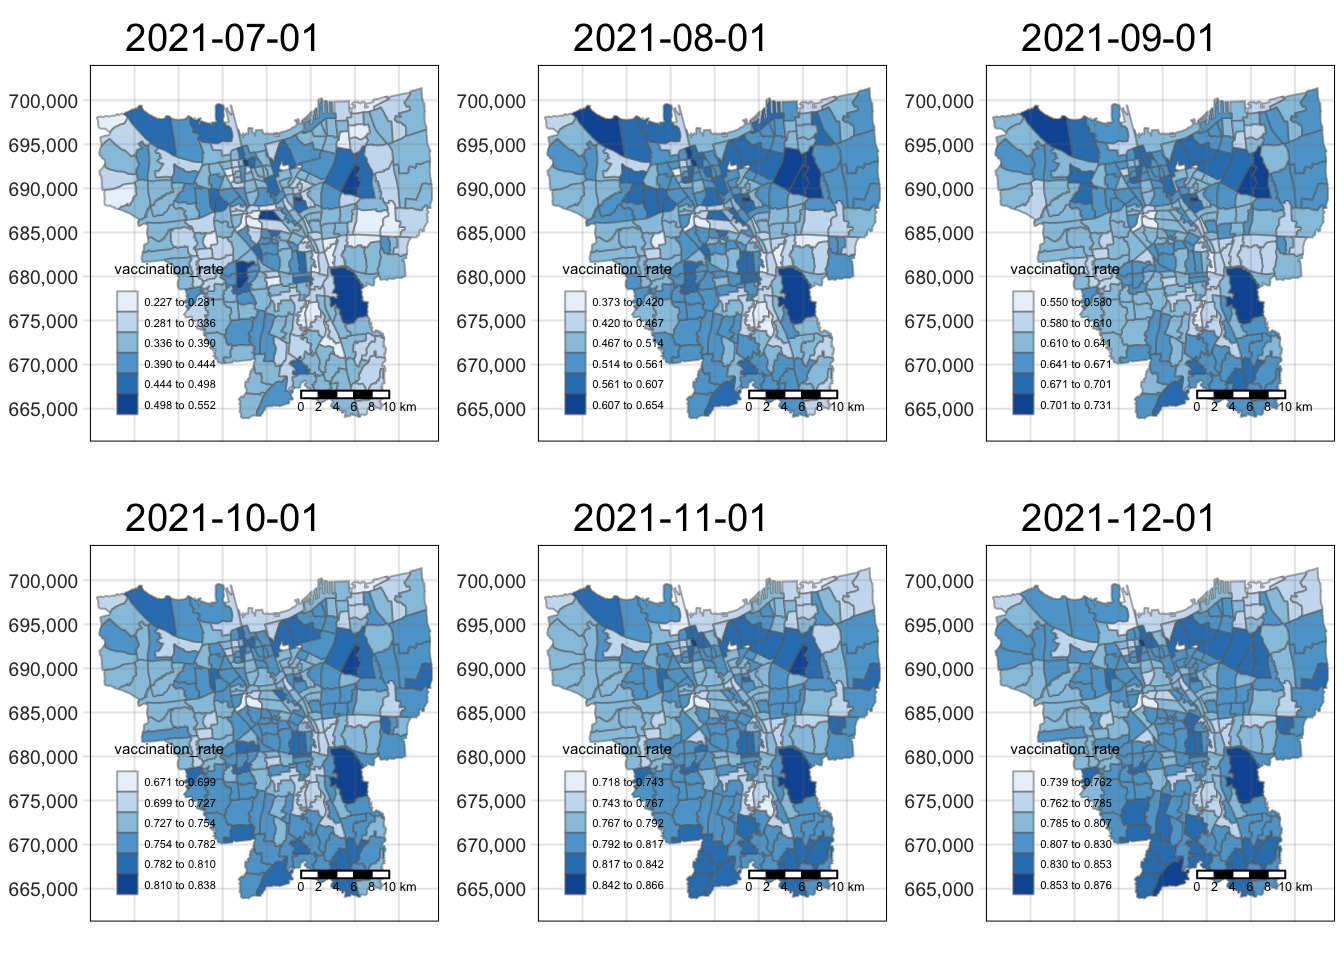 2021-07-01
2021-08-01
2021-09-01
700,000
695,000
690,000
685,000
680,000
675,000
670,000
665,000
vaccination_rate
0.227 to 0.281
0.281 to 0.336
0.336 to 0.390
0.390 to 0.444
0.444 to 0.498
0.498 to 0.552
0 2 4 6 8 10 km
700,000
695,000
690,000
685,000
680,000
675,000
670,000
665,000
vaccination_rate
0.373 to 0.420
0.420 to 0.467
0.467 to 0.514
0.514 to 0.561
0.561 to 0.607
0.607 to 0.654
0 2 4 6 8 10 km
700,000
695,000
690,000
685,000
680,000
675,000
670,000
665,000
vaccination_rate
0.550 to 0.580
0.580 to 0.610
0.610 to 0.641
0.641 to 0.671
0.671 to 0.701
0.701 to 0.731
0 2 4 6 8 10 km
2021-10-01
2021-11-01
2021-12-01
700,000
695,000
690,000
685,000
680,000
675,000
670,000
665,000
vaccination_rate
0.671 to 0.699
0.699 to 0.727
0.727 to 0.754
0.754 to 0.782
0.782 to 0.810
0.810 to 0.838
0 2 4 6 8 10 km
700,000
695,000
690,000
685,000
680,000
675,000
670,000
665,000
vaccination_rate
0.718 to 0.743
0.743 to 0.767
0.767 to 0.792
0.792 to 0.817
0.817 to 0.842
0.842 to 0.866
0 2 4 6 8 10 km
700,000
695,000
690,000
685,000
680,000
675,000
670,000
665,000
vaccination_rate
0.739 to 0.762
0.762 to 0.785
0.785 to 0.807
0.807 to 0.830
0.830 to 0.853
0.853 to 0.876
0 2 4 6 8 10 km